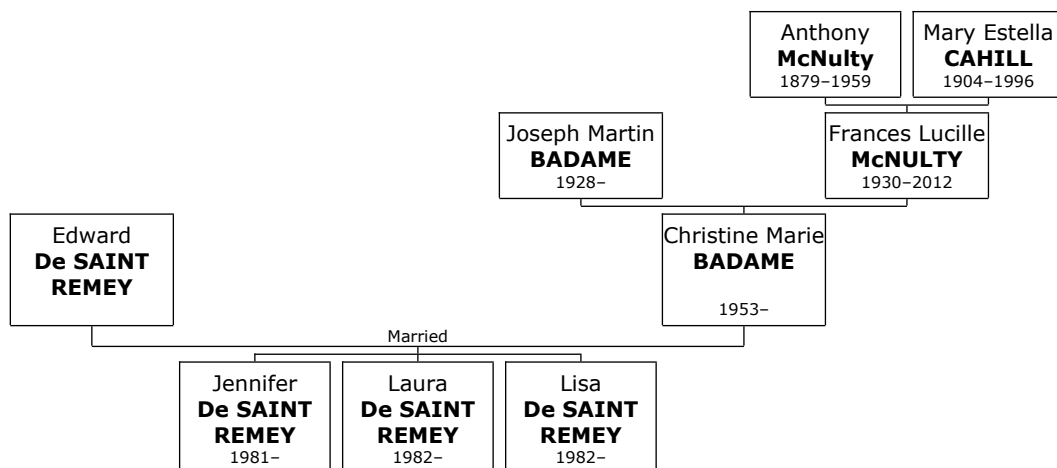 Anthony
McNulty
1879–1959
Mary Estella
CAHILL
1904–1996
Joseph Martin
BADAME
1928–
Frances Lucille
McNULTY
1930–2012
Edward
De SAINT
REMEY
Christine Marie
BADAME
1953–
Married
Jennifer
De SAINT
REMEY
1981–
Laura
De SAINT
REMEY
1982–
Lisa
De SAINT
REMEY
1982–